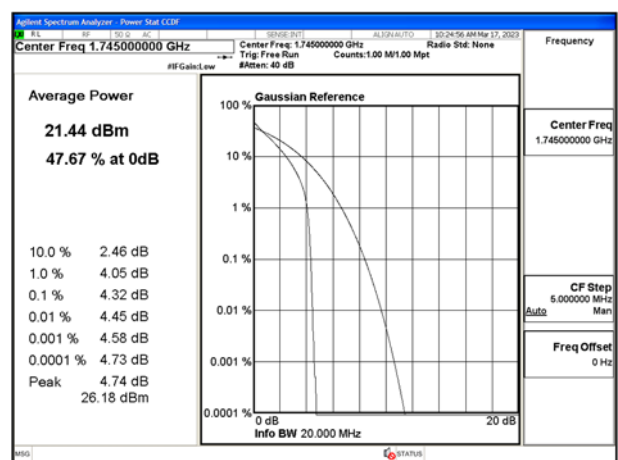 Agilent Spectrum Analyzer - Power Stat CCDF
RL RF 50 Ω AC SENSE:INT ALIGN AUTO 10:24:56 AM Mar 17, 2023
Center Freq 1.745000000 GHz
Center Freq: 1.745000000 GHz Radio Std: None
Trig: Free Run Counts:1.00 M/1.00 Mpt
#IFGain:Low #Atten: 40 dB
Frequency
Average Power
21.44 dBm
47.67 % at 0dB
10.0 % 2.46 dB
1.0 % 4.05 dB
0.1 % 4.32 dB
0.01 % 4.45 dB
0.001 % 4.58 dB
0.0001 % 4.73 dB
Peak 4.74 dB
26.18 dBm
Gaussian Reference
100 %
10 %
1 %
0.1 %
0.01 %
0.001 %
0.0001 %
0 dB 20 dB
Info BW 20.000 MHz
Center Freq
1.745000000 GHz
CF Step
5.000000 MHz
Auto Man
Freq Offset
0 Hz
MSG STATUS